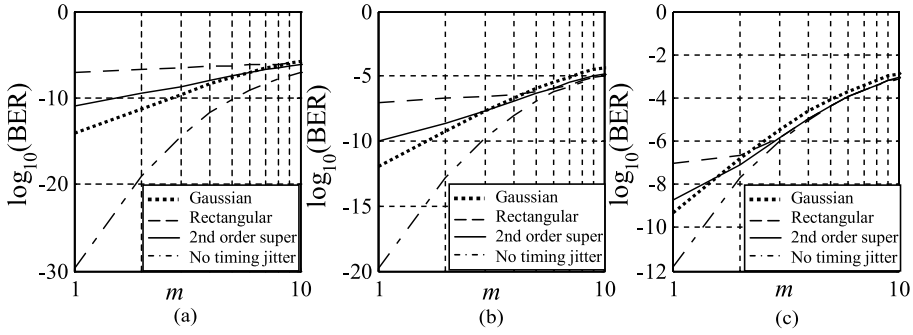 0
-10
-20
-30
log10(BER)
Gaussian
Rectangular
2nd order super
No timing jitter
1
m
10
(a)
0
-5
-10
-15
-20
log10(BER)
Gaussian
Rectangular
2nd order super
No timing jitter
1
m
10
(b)
0
-2
-4
-6
-8
-10
-12
log10(BER)
Gaussian
Rectangular
2nd order super
No timing jitter
1
m
10
(c)